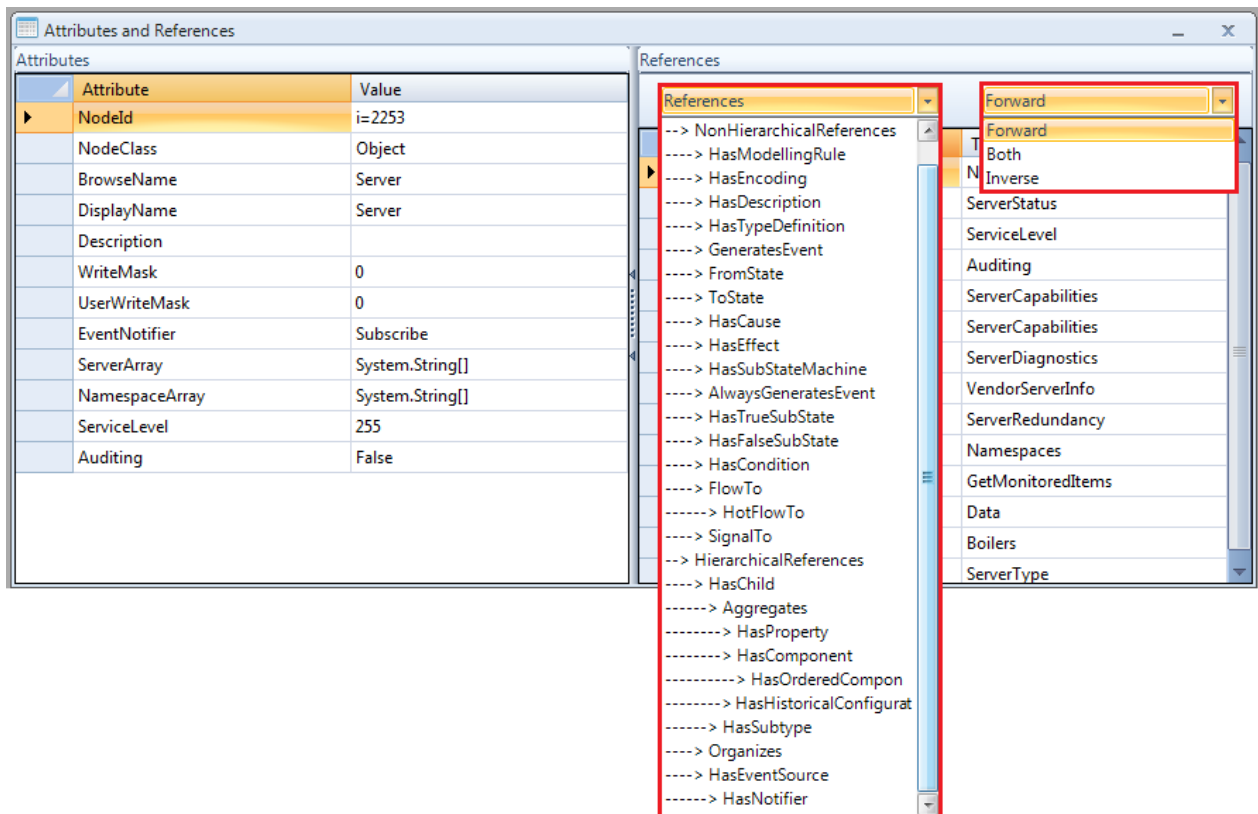 Attributes and References
Attributes
Attribute Value
NodeId i=2253
NodeClass Object
BrowseName Server
DisplayName Server
Description
WriteMask 0
UserWriteMask 0
EventNotifier Subscribe
ServerArray System.String[]
NamespaceArray System.String[]
ServiceLevel 255
Auditing False
References
References
--> NonHierarchicalReferences
----> HasModellingRule
----> HasEncoding
----> HasDescription
----> HasTypeDefinition
----> GeneratesEvent
----> FromState
----> ToState
----> HasCause
----> HasEffect
----> HasSubStateMachine
----> AlwaysGeneratesEvent
----> HasTrueSubState
----> HasFalseSubState
----> HasCondition
----> FlowTo
------> HotFlowTo
----> SignalTo
--> HierarchicalReferences
----> HasChild
------> Aggregates
--------> HasProperty
--------> HasComponent
----------> HasOrderedCompon
--------> HasHistoricalConfigurat
------> HasSubtype
----> Organizes
----> HasEventSource
------> HasNotifier
Forward
Forward
Both
Inverse
T
N
ServerStatus
ServiceLevel
Auditing
ServerCapabilities
ServerCapabilities
ServerDiagnostics
VendorServerInfo
ServerRedundancy
Namespaces
GetMonitoredItems
Data
Boilers
ServerType